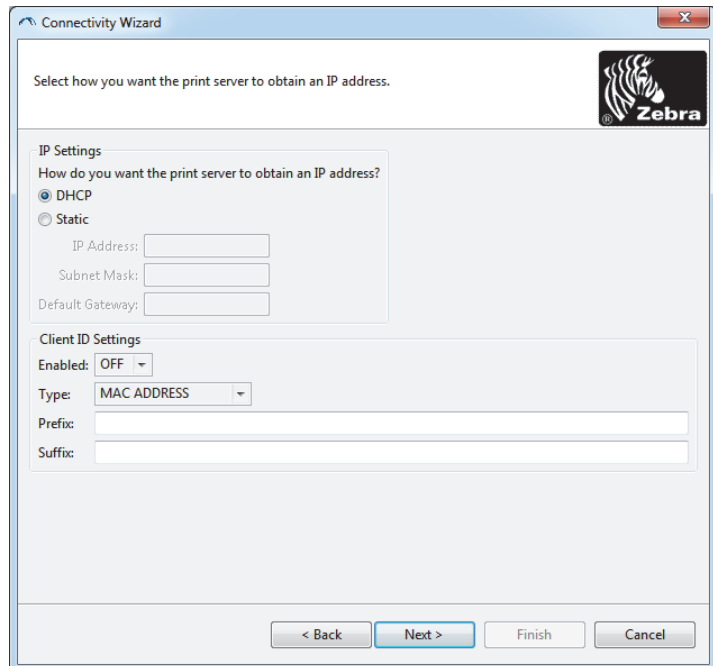 Connectivity Wizard
Select how you want the print server to obtain an IP address.
® Zebra
IP Settings
How do you want the print server to obtain an IP address?
DHCP
Static
IP Address:
Subnet Mask:
Default Gateway:
Client ID Settings
Enabled: OFF
Type: MAC ADDRESS
Prefix:
Suffix:
< Back Next > Finish Cancel